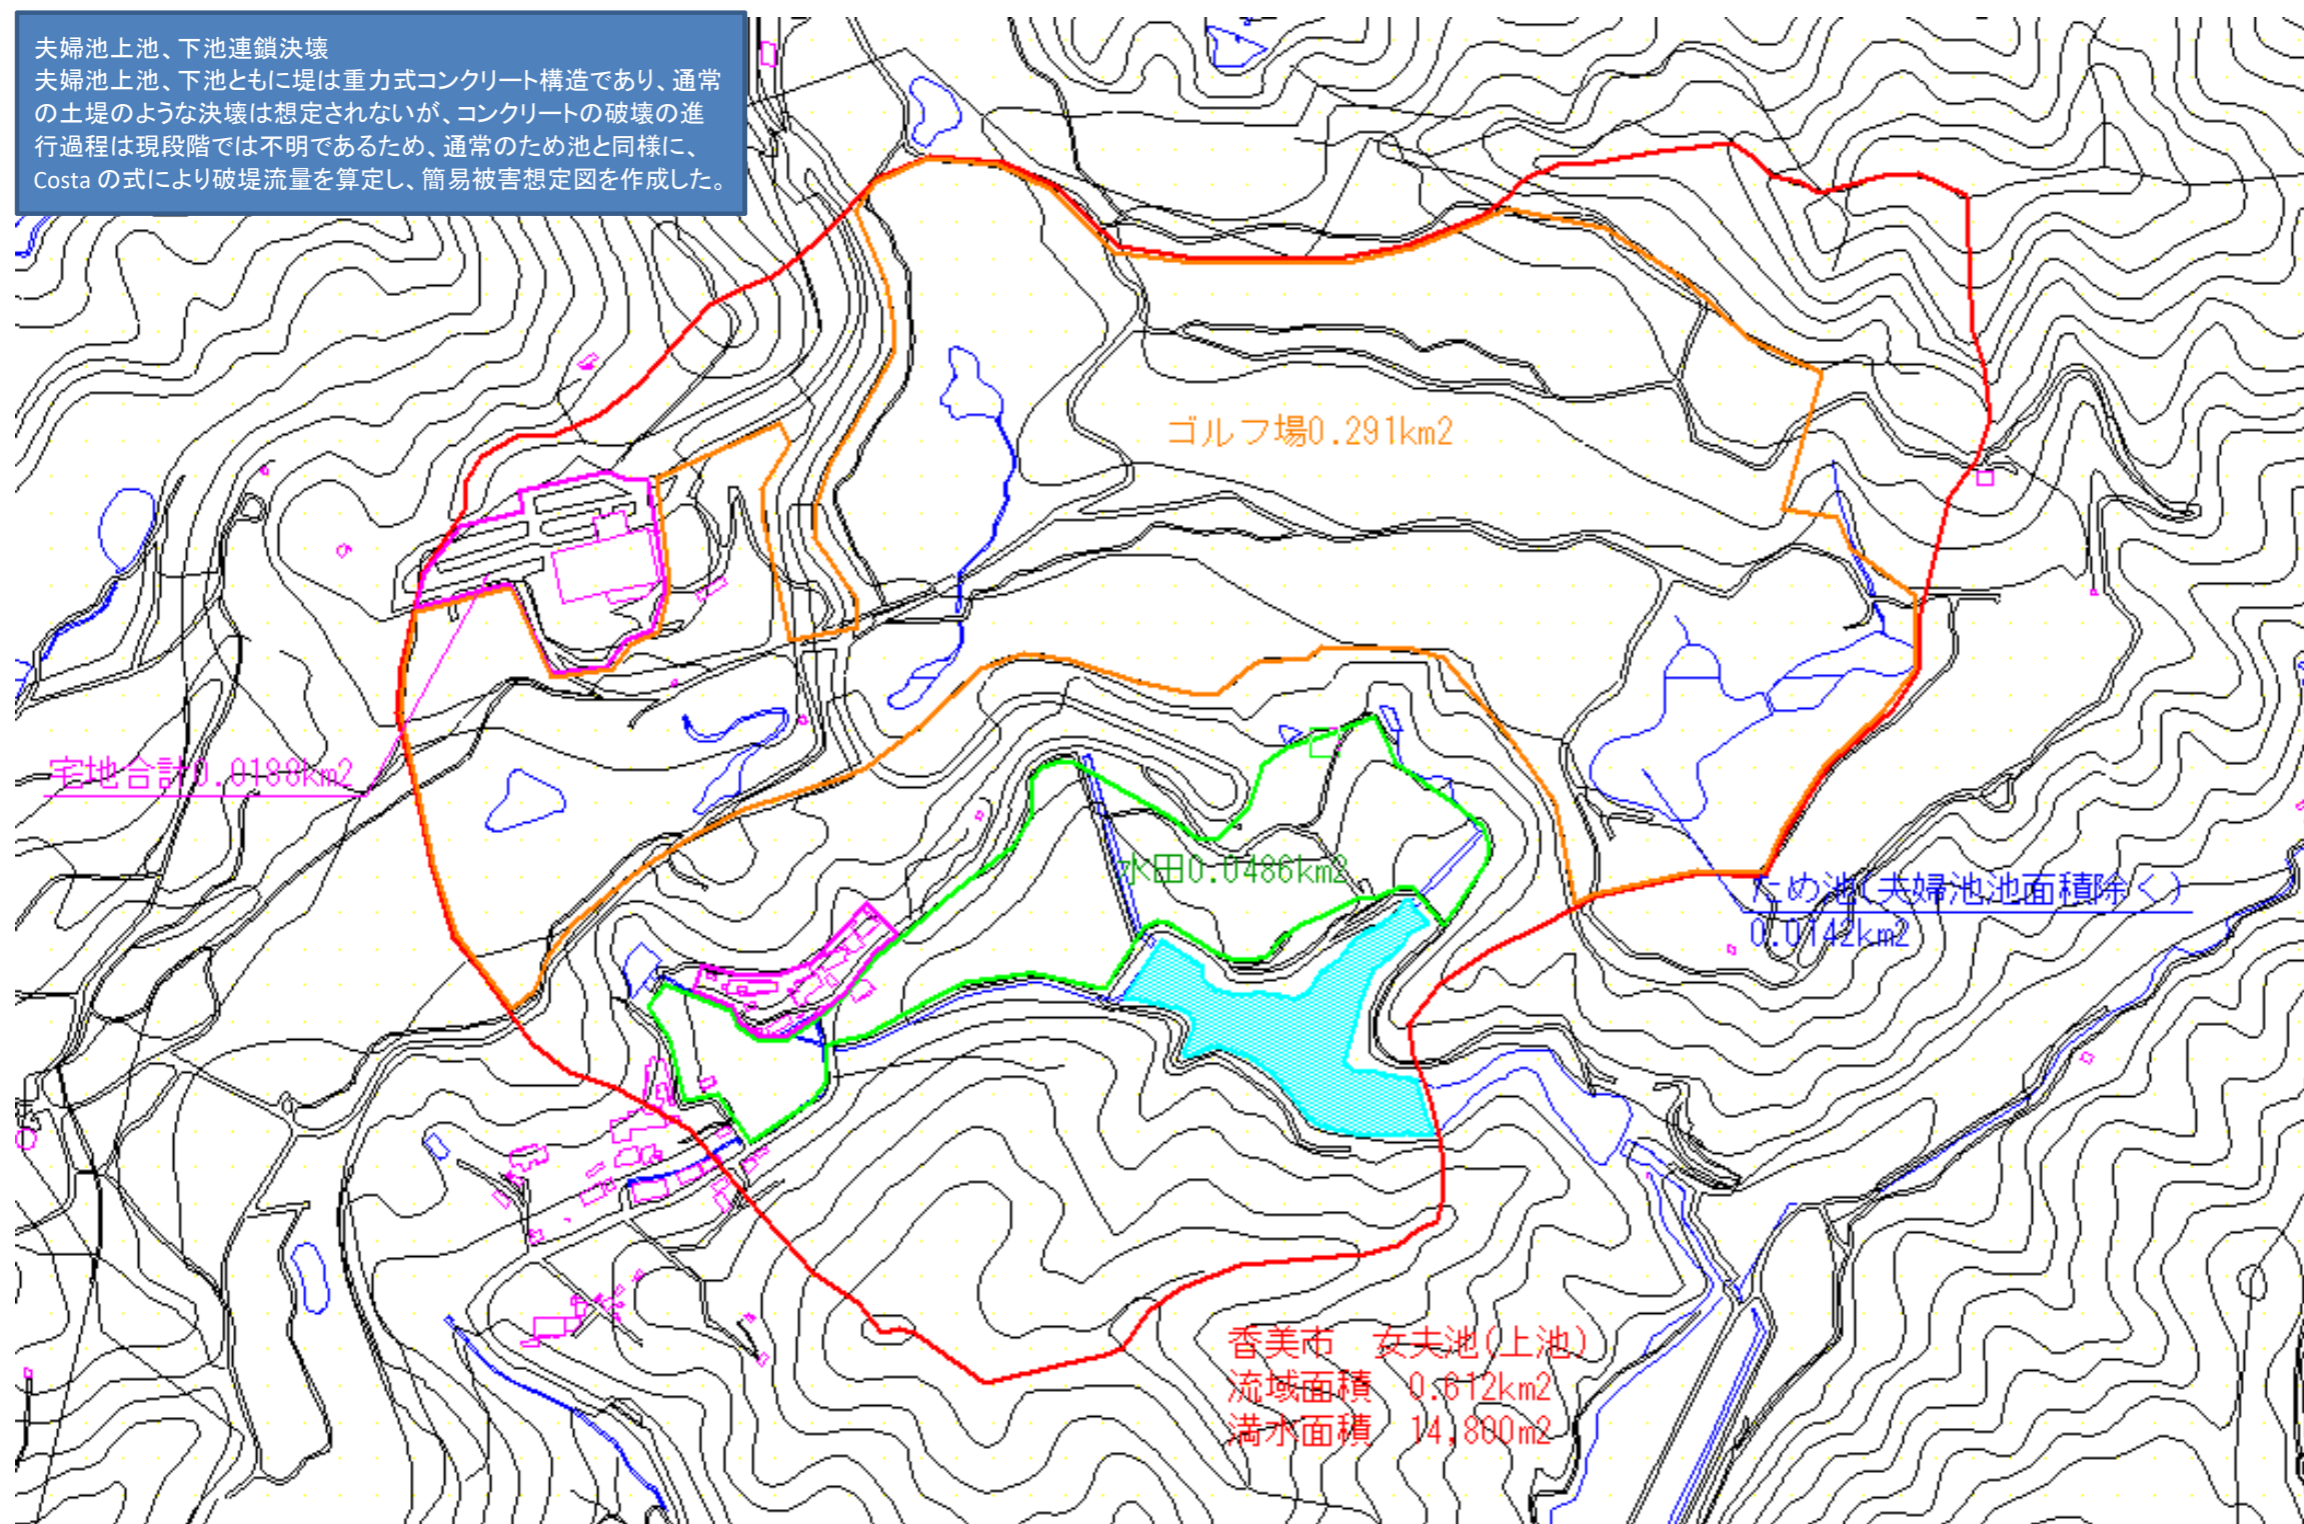 夫婦池上池、下池連鎖決壊
夫婦池上池、下池ともに堤は重力式コンクリート構造であり、通常
の土堤のような決壊は想定されないが、コンクリートの破壊の進
行過程は現段階では不明であるため、通常のため池と同様に、
Costa の式により破堤流量を算定し、簡易被害想定図を作成した。
ゴルフ場0.291km2
宅地合計0.0188km2
水田0.0486km2
ため池(夫婦池池面積除く)
0.0142km2
香美市 女夫池(上池)
流域面積 0.612km2
満水面積 14,800m2